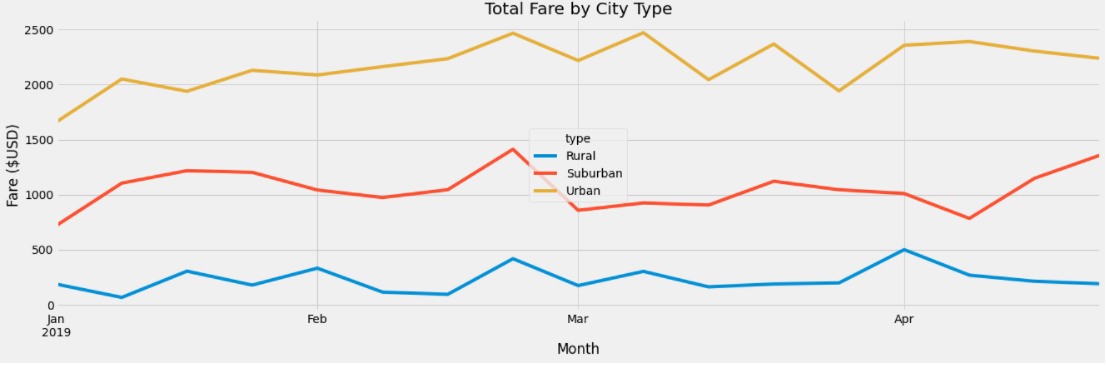 Total Fare by City Type
Fare ($USD)
2500
2000
1500
1000
500
0
type
Rural
Suburban
Urban
Jan
2019
Feb
Mar
Apr
Month